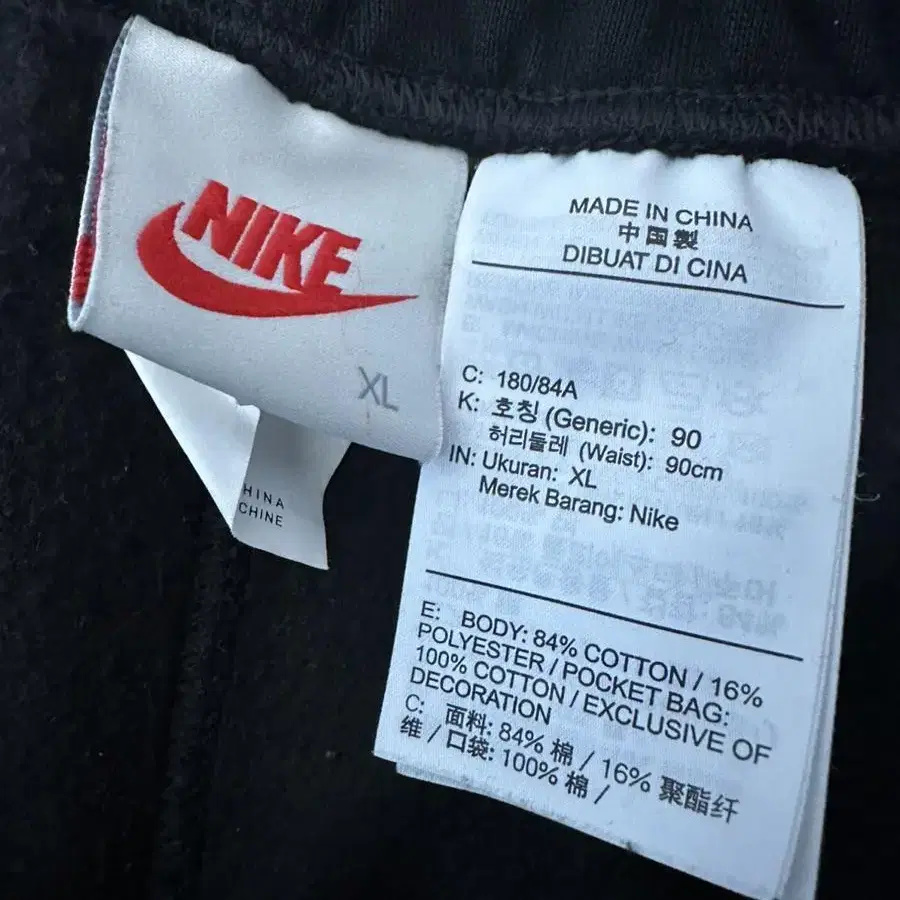 NIKE
XL
HINA
CHINE
MADE IN CHINA
中国製
DIBUAT DI CINA
C: 180/84A
K: 호칭 (Generic): 90
허리둘레 (Waist): 90cm
IN: Ukuran: XL
Merek Barang: Nike
E: BODY: 84% COTTON / 16%
POLYESTER / POCKET BAG:
100% COTTON / EXCLUSIVE OF
DECORATION
C: 面料: 84% 棉 / 16% 聚酯纤
维 / 口袋: 100% 棉 /